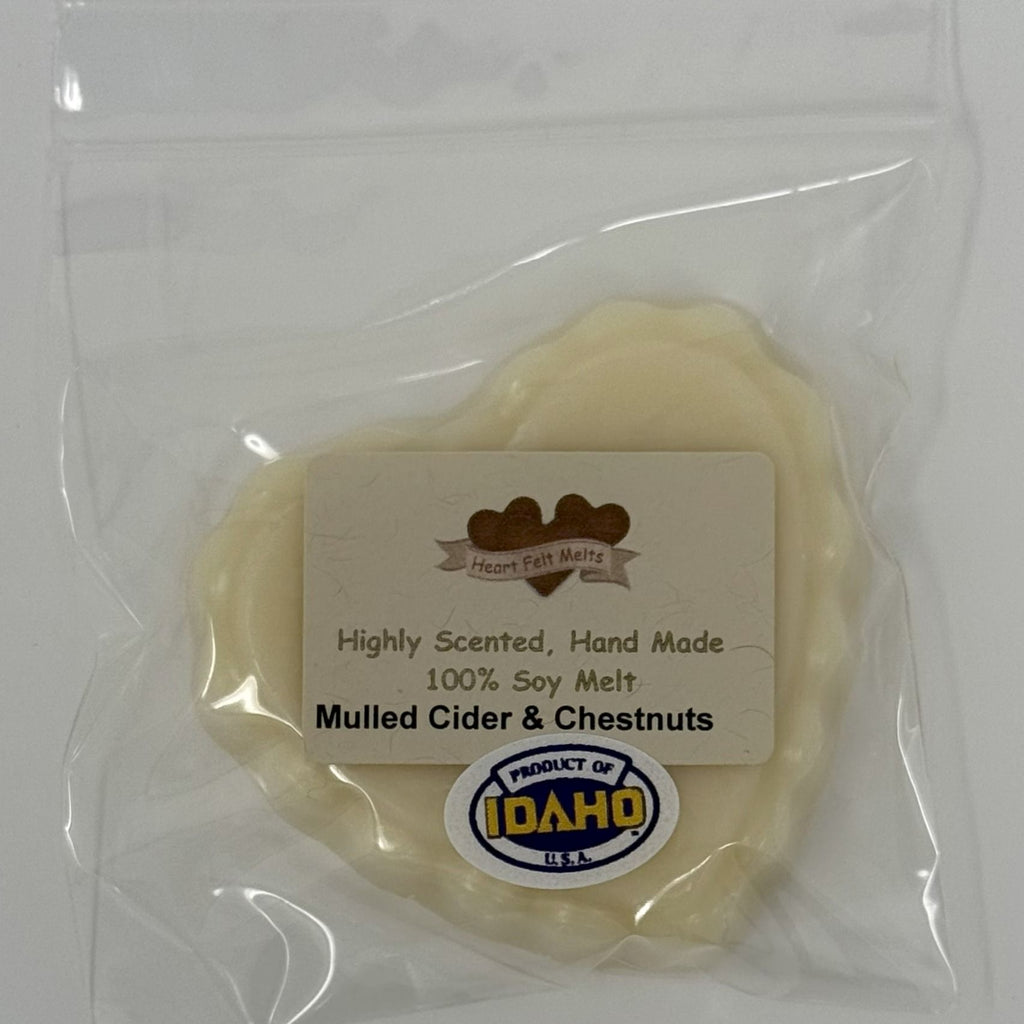 Heart Felt Melts
Highly Scented, Hand Made
100% Soy Melt
Mulled Cider & Chestnuts
PRODUCT OF
IDAHO
U.S.A.